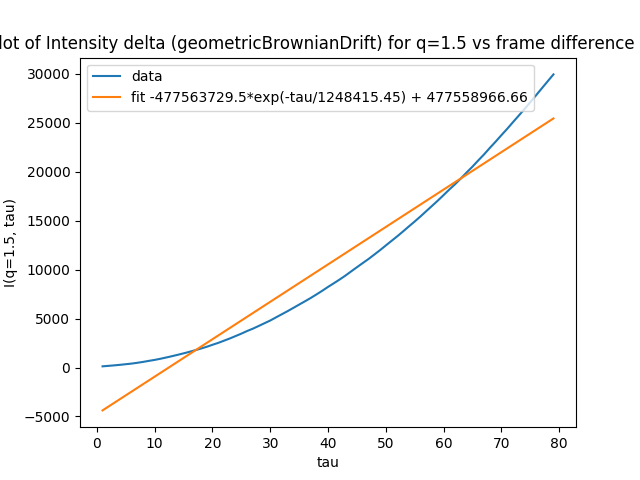 lot of Intensity delta (geometricBrownianDrift) for q=1.5 vs frame difference
data
fit -477563729.5*exp(-tau/1248415.45) + 477558966.66
30000
25000
20000
15000
10000
5000
0
−5000
I(q=1.5, tau)
0 10 20 30 40 50 60 70 80
tau